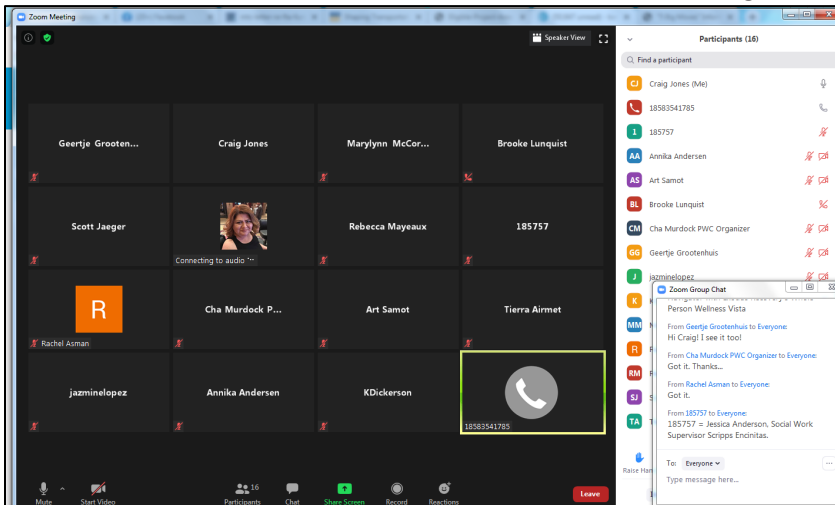 Zoom Meeting
Speaker View
Geertje Grooten...
Craig Jones
Marylynn McCor...
Brooke Lunquist
Scott Jaeger
Connecting to audio ...
Rebecca Mayeaux
185757
R
Rachel Asman
Cha Murdock P...
Art Samot
Tierra Airmet
jazminelopez
Annika Andersen
KDickerson
18583541785
Mute
Start Video
16
Participants
Chat
Share Screen
Record
Reactions
Leave
Participants (16)
Find a participant
CJ Craig Jones (Me)
18583541785
1 185757
AA Annika Andersen
AS Art Samot
BL Brooke Lunquist
CM Cha Murdock PWC Organizer
GG Geertje Grootenhuis
J jazminelopez
K
MM
R
RM
SJ
TA
Raise Han
Zoom Group Chat
Person Wellness Vista
From Geertje Grootenhuis to Everyone:
Hi Craig! I see it too!
From Cha Murdock PWC Organizer to Everyone:
Got it. Thanks...
From Rachel Asman to Everyone:
Got it.
From 185757 to Everyone:
185757 = Jessica Anderson. Social Work
Supervisor Scripps Encinitas.
To: Everyone
Type message here...